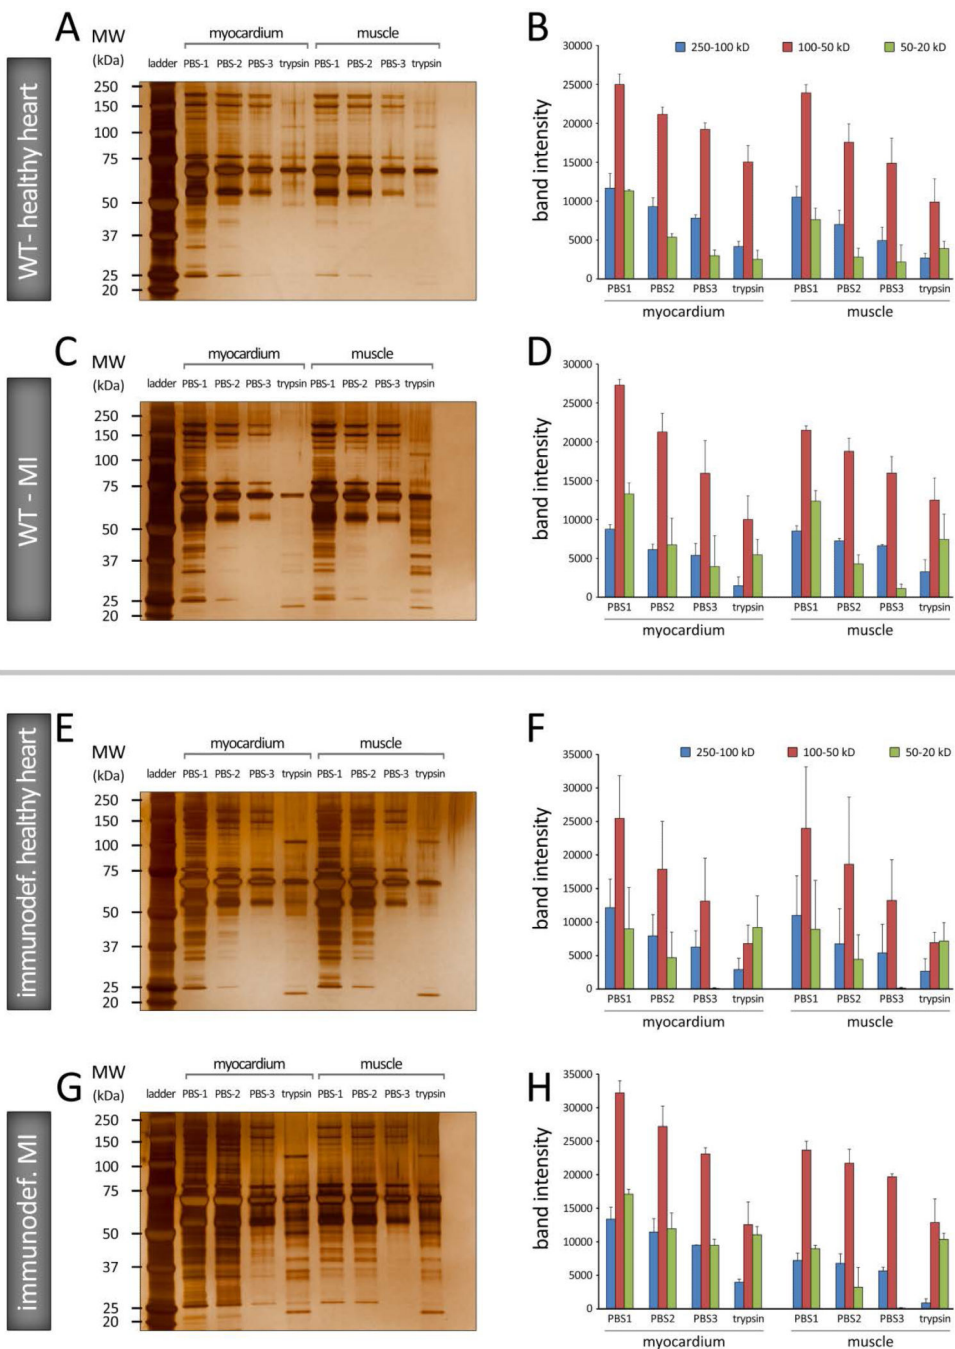 A
MW
(kDa)
myocardium muscle
ladder PBS-1 PBS-2 PBS-3 trypsin PBS-1 PBS-2 PBS-3 trypsin
250
150
100
75
50
37
25
20
WT- healthy heart
B
250-100 kD 100-50 kD 50-20 kD
band intensity
30000
25000
20000
15000
10000
5000
0
PBS1 PBS2 PBS3 trypsin PBS1 PBS2 PBS3 trypsin
myocardium muscle
C
MW
(kDa)
myocardium muscle
ladder PBS-1 PBS-2 PBS-3 trypsin PBS-1 PBS-2 PBS-3 trypsin
250
150
100
75
50
37
25
20
WT - MI
D
band intensity
30000
25000
20000
15000
10000
5000
0
PBS1 PBS2 PBS3 trypsin PBS1 PBS2 PBS3 trypsin
myocardium muscle
E
MW
(kDa)
myocardium muscle
ladder PBS-1 PBS-2 PBS-3 trypsin PBS-1 PBS-2 PBS-3 trypsin
250
150
100
75
50
37
25
20
immunodef. healthy heart
F
250-100 kD 100-50 kD 50-20 kD
band intensity
35000
30000
25000
20000
15000
10000
5000
0
PBS1 PBS2 PBS3 trypsin PBS1 PBS2 PBS3 trypsin
myocardium muscle
G
MW
(kDa)
myocardium muscle
ladder PBS-1 PBS-2 PBS-3 trypsin PBS-1 PBS-2 PBS-3 trypsin
250
150
100
75
50
37
25
20
immunodef. MI
H
band intensity
35000
30000
25000
20000
15000
10000
5000
0
PBS1 PBS2 PBS3 trypsin PBS1 PBS2 PBS3 trypsin
myocardium muscle